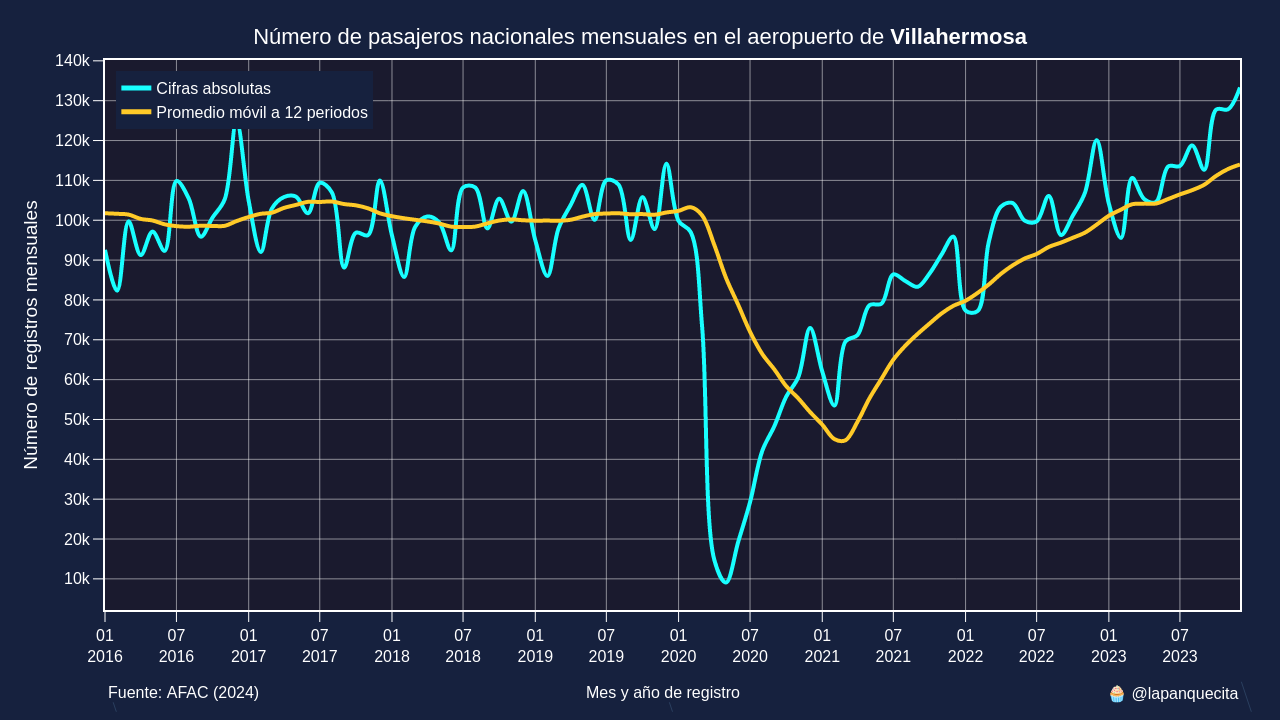 Número de pasajeros nacionales mensuales en el aeropuerto de Villahermosa
Cifras absolutas
Promedio móvil a 12 periodos
Número de registros mensuales
140k
130k
120k
110k
100k
90k
80k
70k
60k
50k
40k
30k
20k
10k
01 07 01 07 01 07 01 07 01 07 01 07 01 07 01 07
2016 2016 2017 2017 2018 2018 2019 2019 2020 2020 2021 2021 2022 2022 2023 2023
Fuente: AFAC (2024) Mes y año de registro 🧁 @lapanquecita